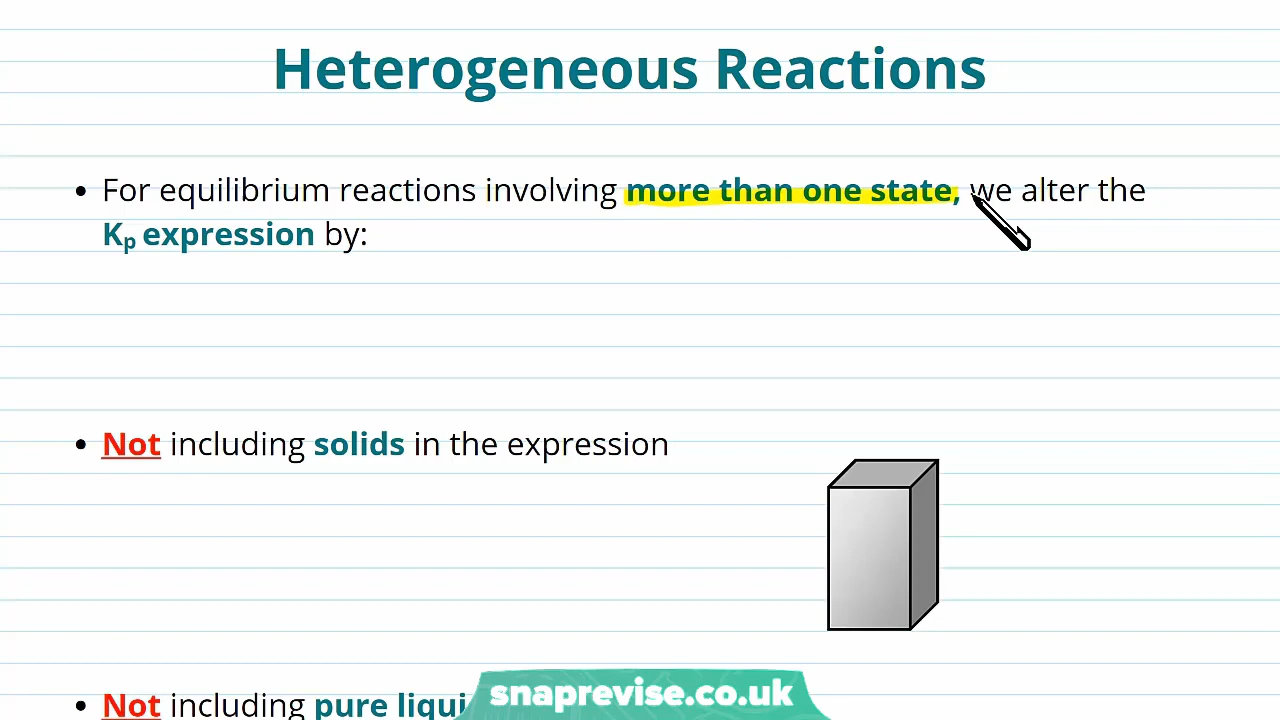 Heterogeneous Reactions
• For equilibrium reactions involving more than one state, we alter the
Kp expression by:
• Not including solids in the expression
• Not including pure
snaprevise.co.uk